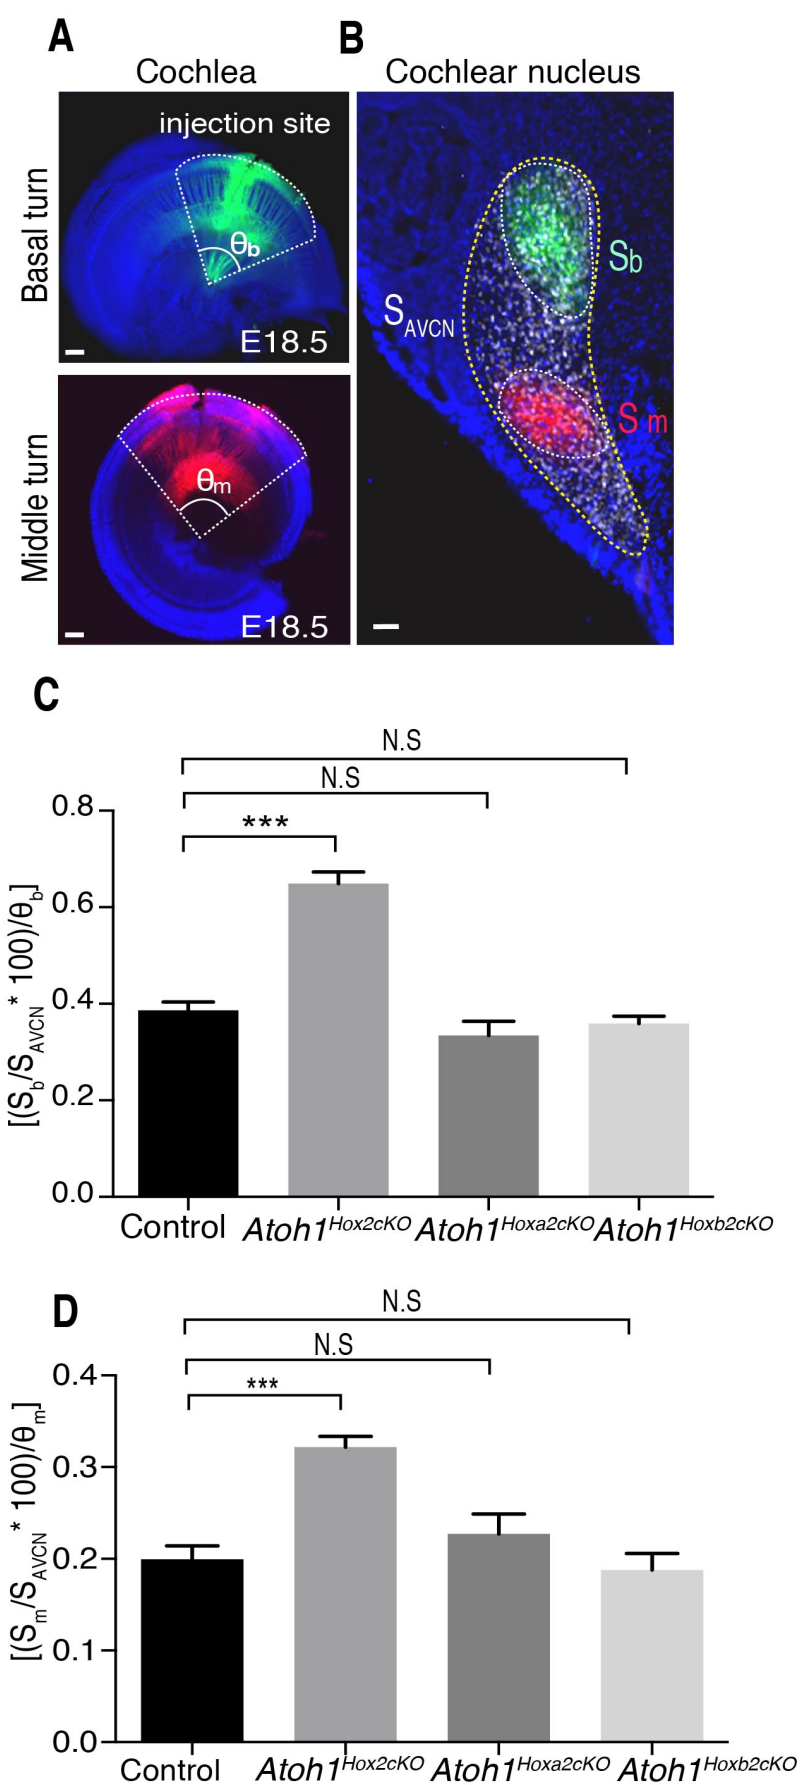 A
B
Cochlea
Cochlear nucleus
Basal turn
injection site
θb
E18.5
Middle turn
θm
E18.5
Sb
SAVCN
S m
C
N.S
N.S
***
[(Sb/SAVCN * 100)/θb]
0.8
0.6
0.4
0.2
0.0
Control Atoh1Hox2cKO Atoh1Hoxa2cKO Atoh1Hoxb2cKO
D
N.S
N.S
***
[(Sm/SAVCN * 100)/θm]
0.4
0.3
0.2
0.1
0.0
Control Atoh1Hox2cKO Atoh1Hoxa2cKO Atoh1Hoxb2cKO